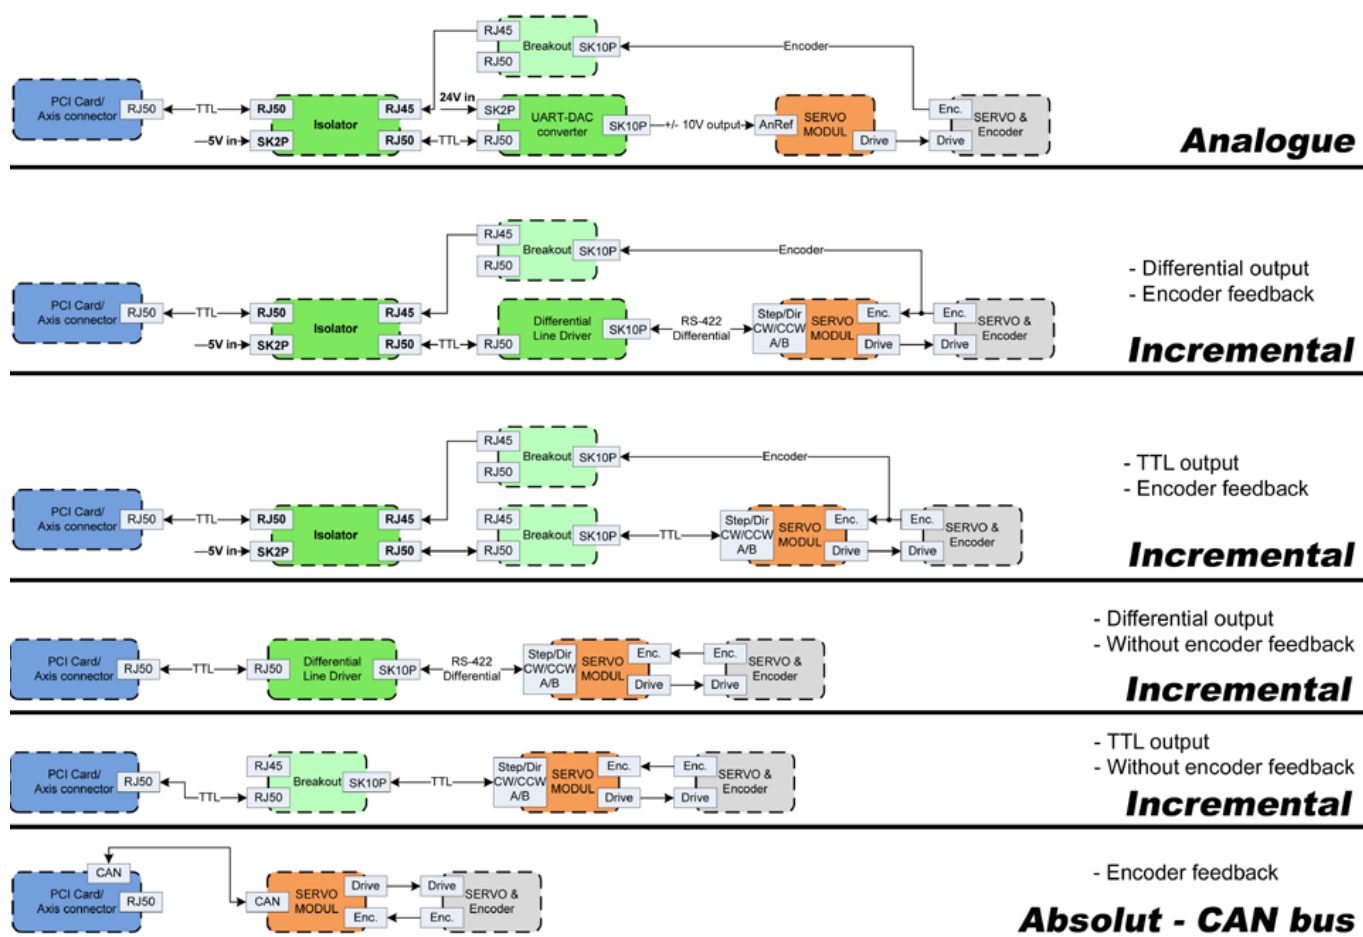 RJ45
Breakout
SK10P
RJ50
Encoder
PCI Card/
Axis connector
RJ50
TTL
RJ50
Isolator
RJ45
5V in
SK2P
RJ50
24V in
SK2P
UART-DAC
converter
SK10P
TTL
RJ50
+/- 10V output
AnRef
SERVO
MODUL
Drive
Enc.
SERVO &
Encoder
Drive
Analogue
RJ45
Breakout
SK10P
RJ50
Encoder
PCI Card/
Axis connector
RJ50
TTL
RJ50
Isolator
RJ45
5V in
SK2P
RJ50
TTL
RJ50
Differential
Line Driver
SK10P
RS-422
Differential
Step/Dir
CW/CCW
A/B
SERVO
MODUL
Enc.
Drive
Enc.
SERVO &
Encoder
Drive
- Differential output
- Encoder feedback
Incremental
RJ45
Breakout
SK10P
RJ50
Encoder
PCI Card/
Axis connector
RJ50
TTL
RJ50
Isolator
RJ45
5V in
SK2P
RJ50
RJ45
Breakout
SK10P
RJ50
TTL
Step/Dir
CW/CCW
A/B
SERVO
MODUL
Enc.
Drive
Enc.
SERVO &
Encoder
Drive
- TTL output
- Encoder feedback
Incremental
PCI Card/
Axis connector
RJ50
TTL
RJ50
Differential
Line Driver
SK10P
RS-422
Differential
Step/Dir
CW/CCW
A/B
SERVO
MODUL
Enc.
Drive
Enc.
SERVO &
Encoder
Drive
- Differential output
- Without encoder feedback
Incremental
PCI Card/
Axis connector
RJ50
TTL
RJ45
Breakout
SK10P
RJ50
TTL
Step/Dir
CW/CCW
A/B
SERVO
MODUL
Enc.
Drive
Enc.
SERVO &
Encoder
Drive
- TTL output
- Without encoder feedback
Incremental
CAN
PCI Card/
Axis connector
RJ50
CAN
SERVO
MODUL
Drive
Enc.
Drive
SERVO &
Encoder
Enc.
- Encoder feedback
Absolut - CAN bus